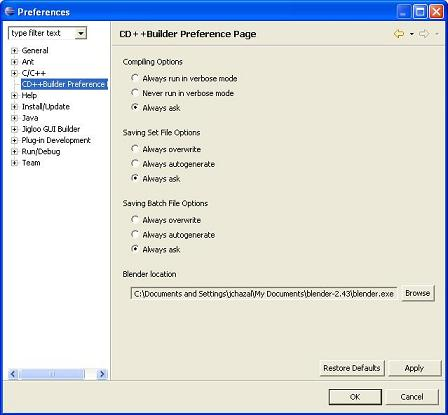 Preferences
type filter text
CD++Builder Preference Page
General
Ant
C/C++
CD++Builder Preference
Help
Install/Update
Java
Jigloo GUI Builder
Plug-in Development
Run/Debug
Team
Compiling Options
Always run in verbose mode
Never run in verbose mode
Always ask
Saving Set File Options
Always overwrite
Always autogenerate
Always ask
Saving Batch File Options
Always overwrite
Always autogenerate
Always ask
Blender location
C:\Documents and Settings\jchazal\My Documents\blender-2.43\blender.exe
Browse
Restore Defaults
Apply
OK
Cancel